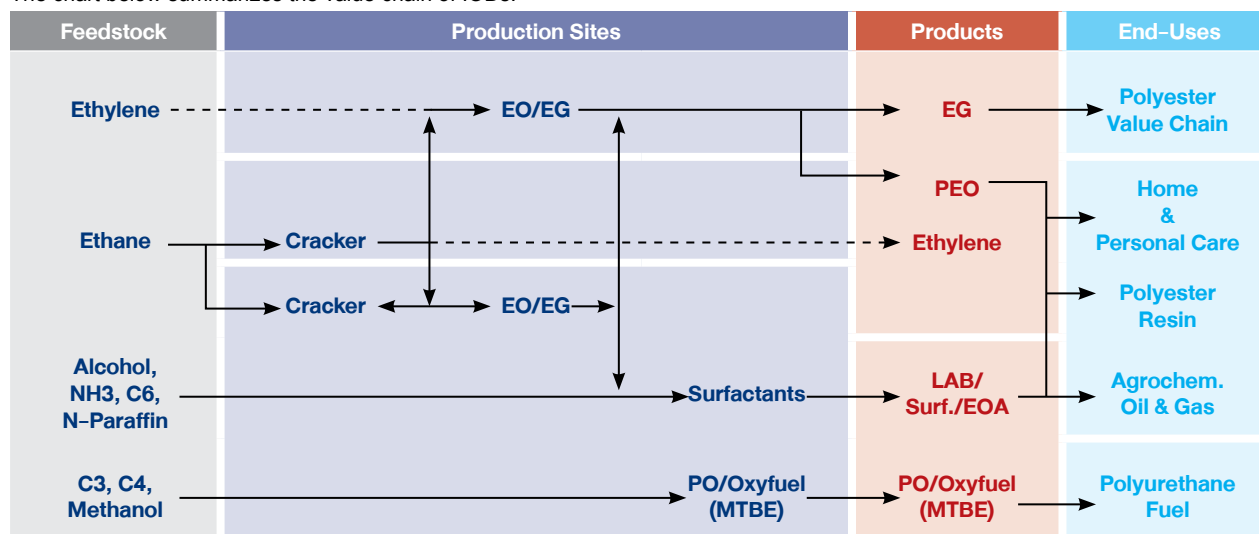 Feedstock
Production Sites
Products
End-Uses
Ethylene
EO/EG
EG
Polyester
Value Chain
PEO
Home
&
Personal Care
Ethane
Cracker
Ethylene
Cracker
EO/EG
Polyester
Resin
Alcohol,
NH3, C6,
N-Paraffin
Surfactants
LAB/
Surf./EOA
Agrochem.
Oil & Gas
C3, C4,
Methanol
PO/Oxyfuel
(MTBE)
PO/Oxyfuel
(MTBE)
Polyurethane
Fuel